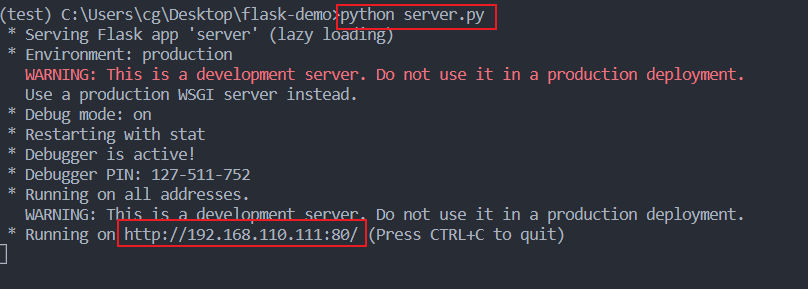 (test) C:\Users\cg\Desktop\flask-demo>python server.py
* Serving Flask app 'server' (lazy loading)
* Environment: production
WARNING: This is a development server. Do not use it in a production deployment.
Use a production WSGI server instead.
* Debug mode: on
* Restarting with stat
* Debugger is active!
* Debugger PIN: 127-511-752
* Running on all addresses.
WARNING: This is a development server. Do not use it in a production deployment.
* Running on http://192.168.110.111:80/ (Press CTRL+C to quit)